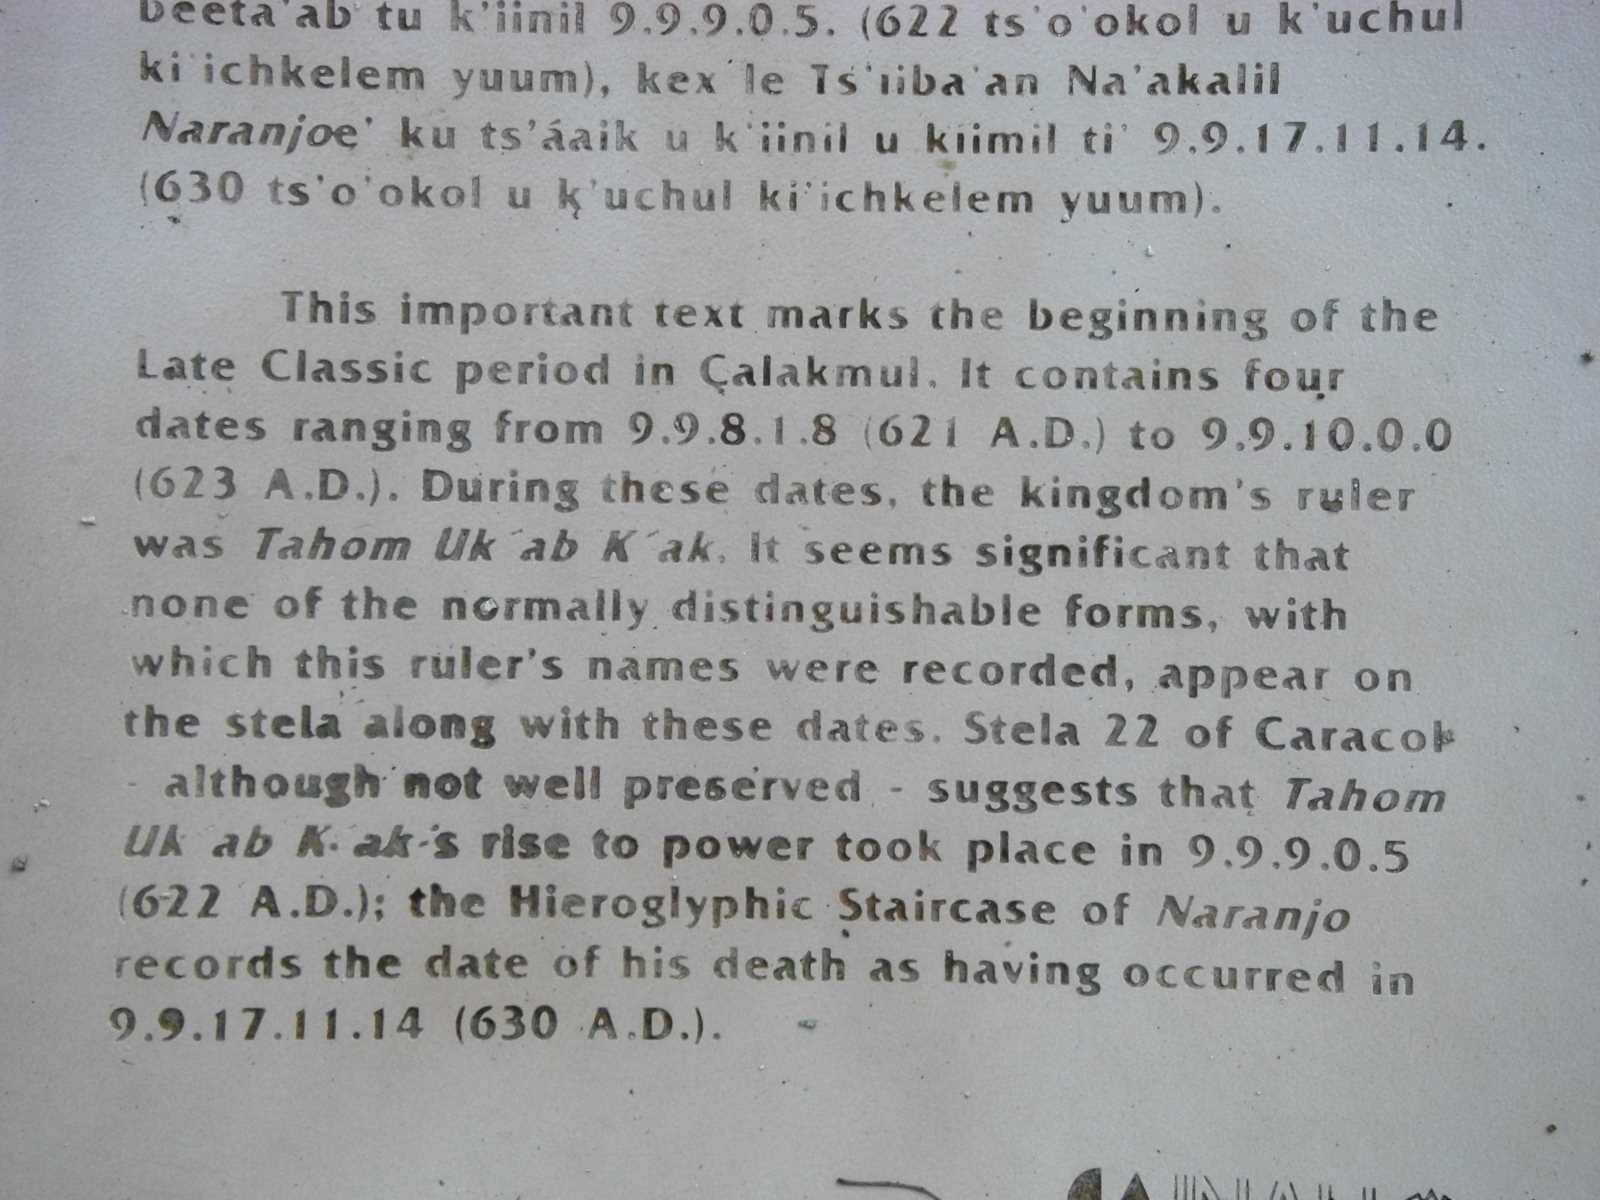 beeta'ab tu k'iinil 9.9.9.0.5. (622 ts'o'okol u k'uchul
ki'ichkelem yuum), kex le Ts'iiba'an Na'akalil
Naranjoe' ku ts'áaik u k'iinil u kiimil ti' 9.9.17.11.14.
(630 ts'o'okol u k'uchul ki'ichkelem yuum).
This important text marks the beginning of the
Late Classic period in Calakmul. It contains four
dates ranging from 9.9.8.1.8 (621 A.D.) to 9.9.10.0.0
(623 A.D.). During these dates, the kingdom's ruler
was Tahom Uk´ab K´ak. It seems significant that
none of the normally distinguishable forms, with
which this ruler's names were recorded, appear on
the stela along with these dates. Stela 22 of Caracol
- although not well preserved - suggests that Tahom
Uk´ab K´ak´s rise to power took place in 9.9.9.0.5
(622 A.D.); the Hieroglyphic Staircase of Naranjo
records the date of his death as having occurred in
9.9.17.11.14 (630 A.D.).